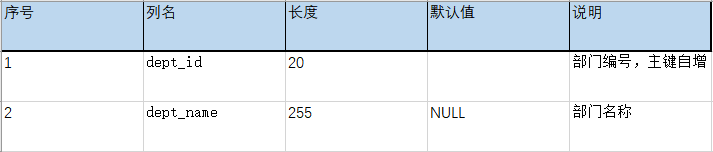 序号 列名 长度 默认值 说明
1 dept_id 20 部门编号，主键自增
2 dept_name 255 NULL 部门名称